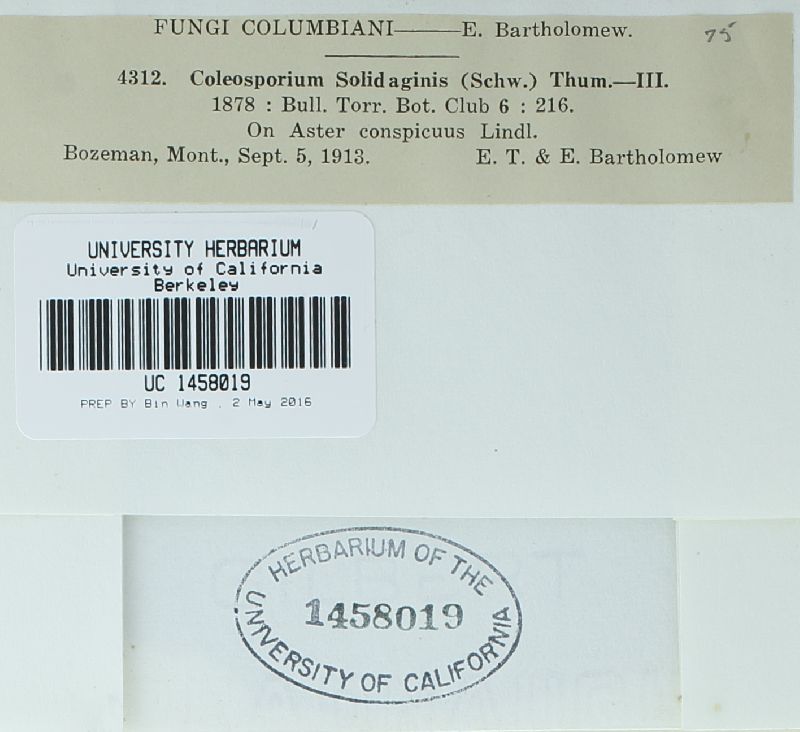 FUNGI COLUMBIANI——E. Bartholomew.
75
4312. Coleosporium Solidaginis (Schw.) Thum.—III.
1878 : Bull. Torr. Bot. Club 6 : 216.
On Aster conspicuus Lindl.
Bozeman, Mont., Sept. 5, 1913. E. T. & E. Bartholomew
UNIVERSITY HERBARIUM
University of California
Berkeley
UC 1458019
PREP BY Bin Wang . 2 May 2016
HERBARIUM OF THE
1458019
UNIVERSITY OF CALIFORNIA